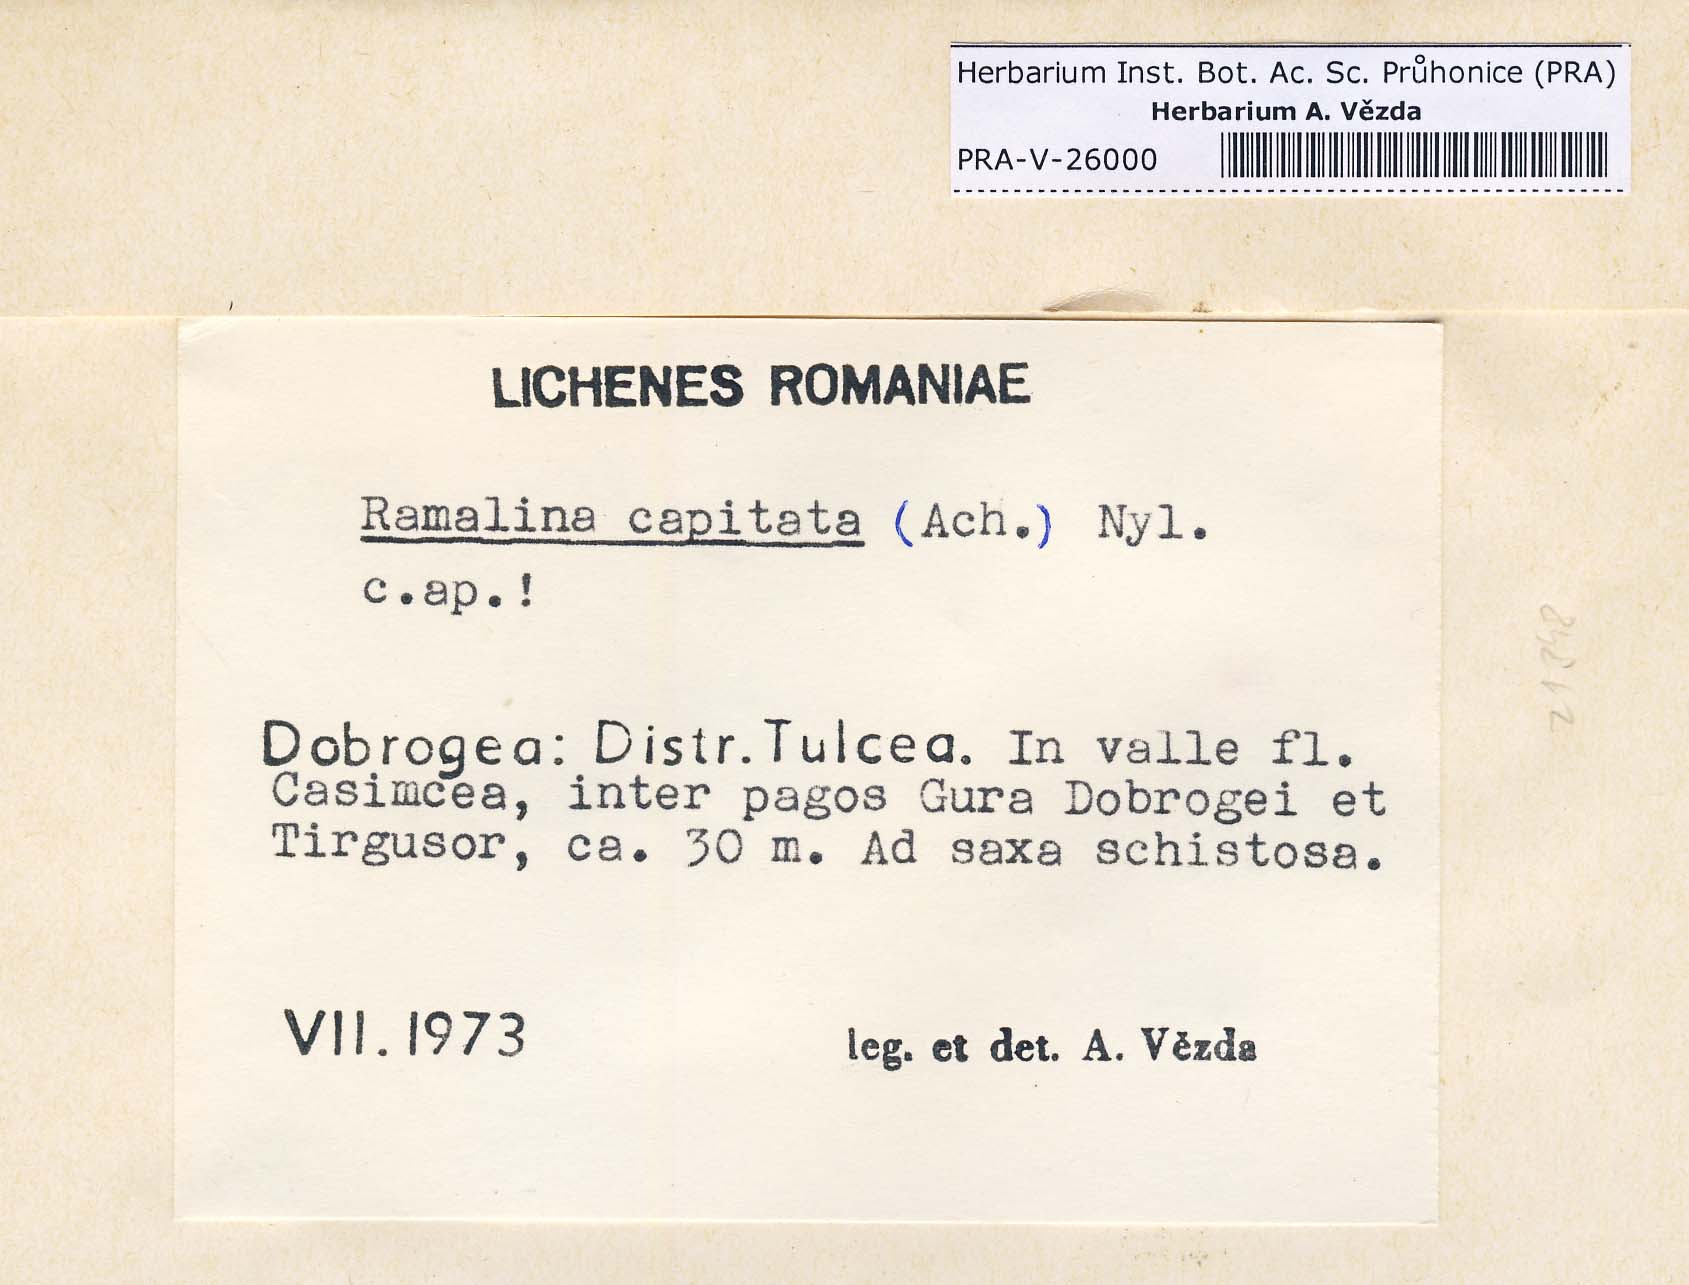 Herbarium Inst. Bot. Ac. Sc. Průhonice (PRA)
Herbarium A. Vězda
PRA-V-26000
LICHENES ROMANIAE
Ramalina capitata (Ach.) Nyl.
c.ap.!
Dobrogea: Distr. Tulcea. In valle fl.
Casimcea, inter pagos Gura Dobrogei et
Tirgusor, ca. 30 m. Ad saxa schistosa.
VII. 1973
leg. et det. A. Vězda
21348